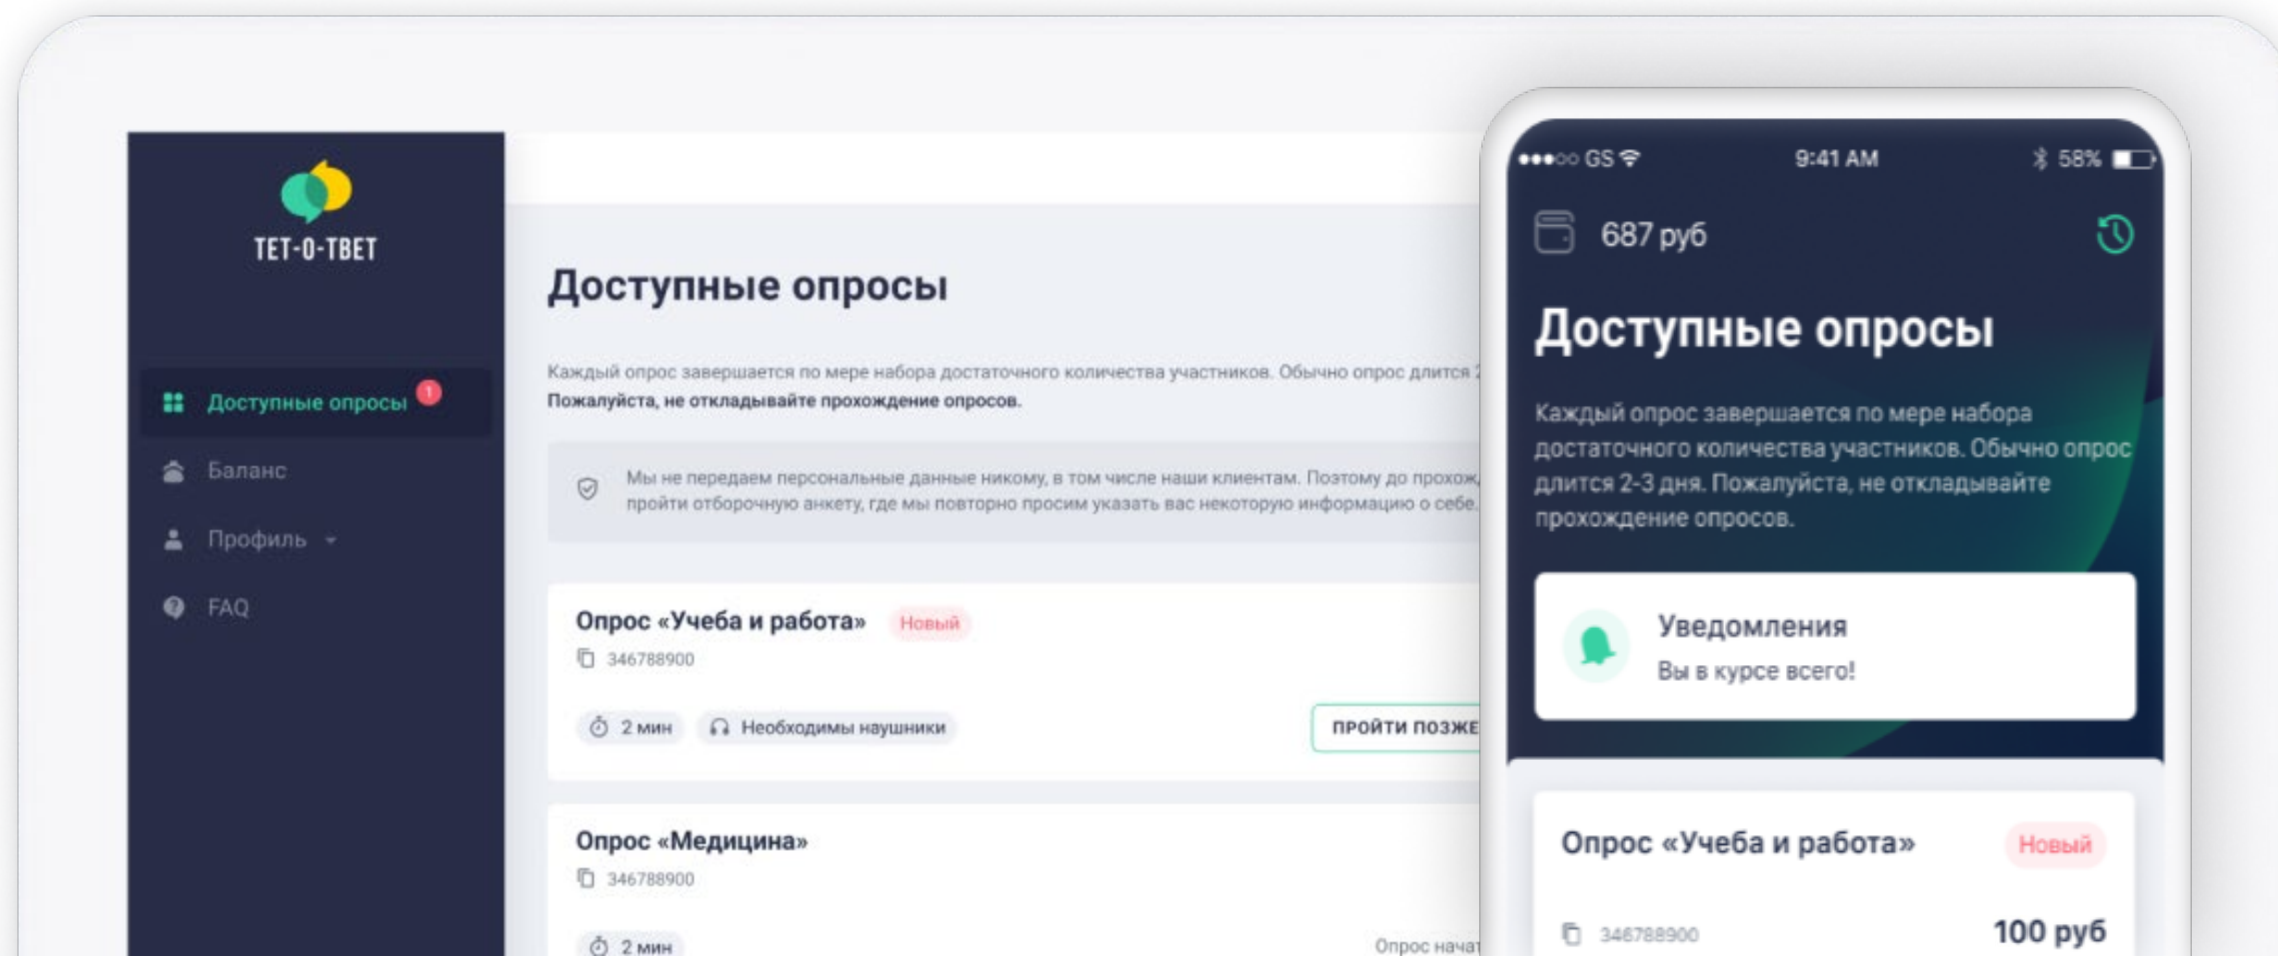 ТЕТ-О-ТВЕТ
Доступные опросы 1
Баланс
Профиль
FAQ
Доступные опросы
Каждый опрос завершается по мере набора достаточного количества участников. Обычно опрос длится 2
Пожалуйста, не откладывайте прохождение опросов.
Мы не передаем персональные данные никому, в том числе наши клиентам. Поэтому до прохож
пройти отборочную анкету, где мы повторно просим указать вас некоторую информацию о себе.
Опрос «Учеба и работа» Новый
346788900
2 мин Необходимы наушники ПРОЙТИ ПОЗЖЕ
Опрос «Медицина»
346788900
2 мин Опрос начат
GS 9:41 AM 58%
687 руб
Доступные опросы
Каждый опрос завершается по мере набора
достаточного количества участников. Обычно опрос
длится 2-3 дня. Пожалуйста, не откладывайте
прохождение опросов.
Уведомления
Вы в курсе всего!
Опрос «Учеба и работа» Новый
346788900 100 руб